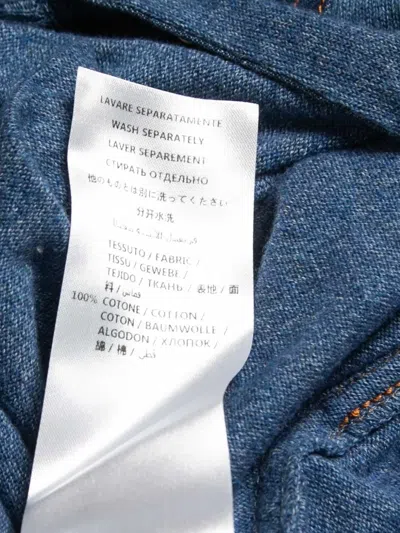 LAVARE SEPARATAMENTE
WASH SEPARATELY
LAVER SEPAREMENT
СТИРАТЬ ОТДЕЛЬНО
他のものとは別に洗ってください
分开水洗
TESSUTO / FABRIC /
TISSU / GEWEBE /
TEJIDO / ТКАНЬ / 表地 / 面
料 / قماش /
100% COTONE / COTTON /
COTON / BAUMWOLLE /
ALGODON / ХЛОПОК /
綿 / 棉 / قطن /